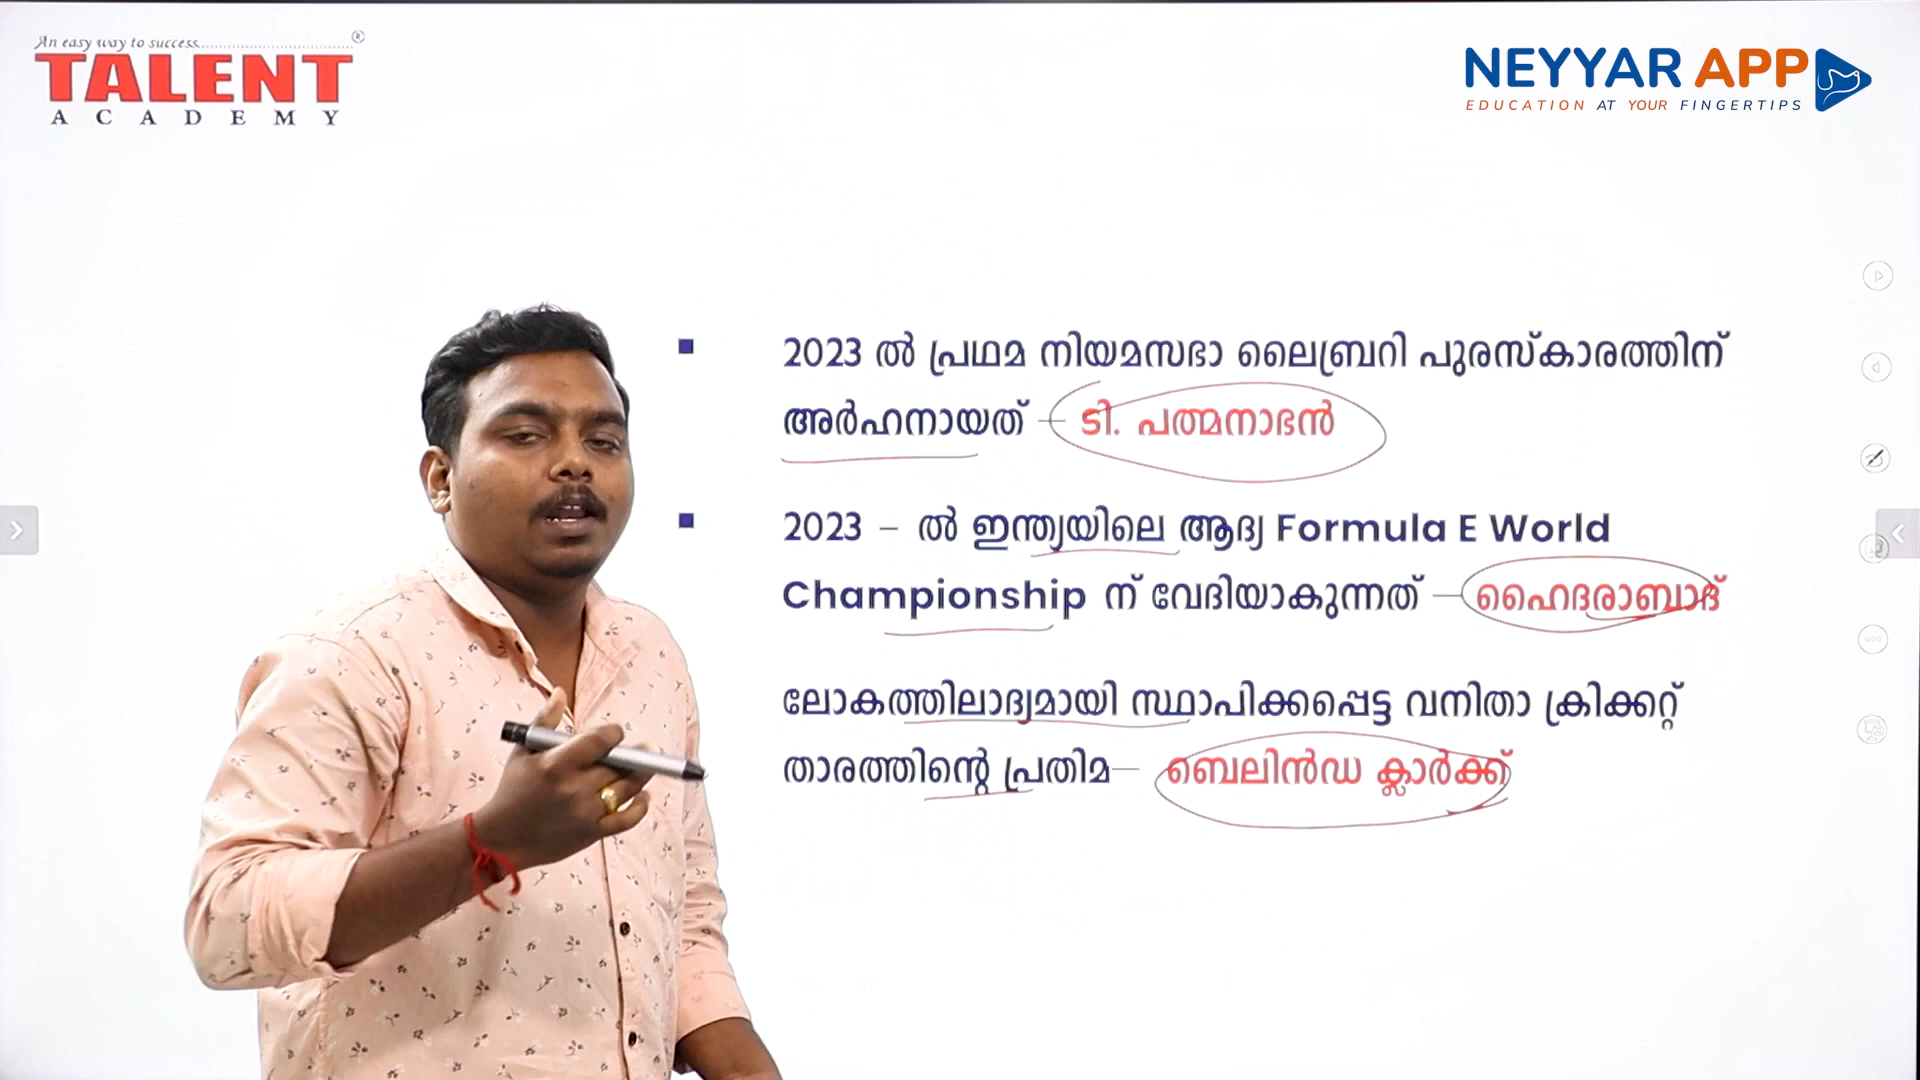 An easy way to success
TALENT
ACADEMY
NEYYAR APP
EDUCATION AT YOUR FINGERTIPS
2023 ൽ പ്രഥമ നിയമസഭാ ലൈബ്രറി പുരസ്കാരത്തിന്
അർഹനായത് – ടി. പത്മനാഭൻ
2023 – ൽ ഇന്ത്യയിലെ ആദ്യ Formula E World
Championship ന് വേദിയാകുന്നത് – ഹൈദരാബാദ്
ലോകത്തിലാദ്യമായി സ്ഥാപിക്കപ്പെട്ട വനിതാ ക്രിക്കറ്റ്
താരത്തിന്റെ പ്രതിമ– ബെലിൻഡ ക്ലാർക്ക്